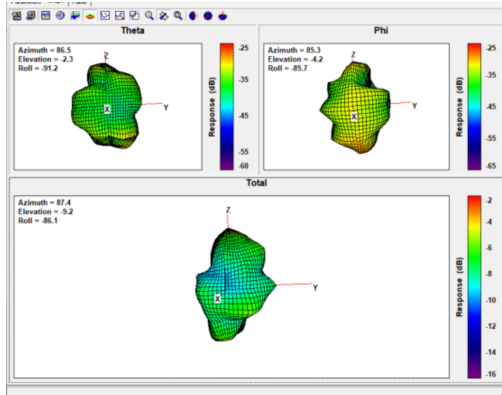 Theta
Azimuth = 86.5
Elevation = -2.3
Roll = -91.2
Z
Y
X
-25
-35
-45
-55
-60
Response (dB)
Phi
Azimuth = 85.3
Elevation = -4.2
Roll = -85.7
Z
Y
X
-25
-35
-45
-55
-65
Response (dB)
Total
Azimuth = 87.4
Elevation = -9.2
Roll = -86.1
Z
Y
X
-2
-4
-6
-8
-10
-12
-14
-16
Response (dB)